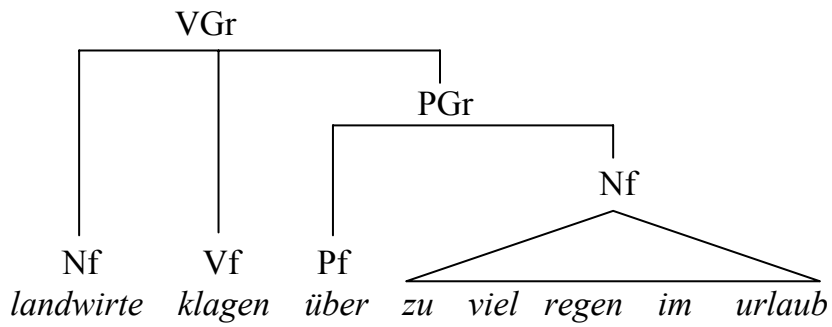 VGr
PGr
Nf
Nf Vf Pf
landwirte klagen über zu viel regen im urlaub